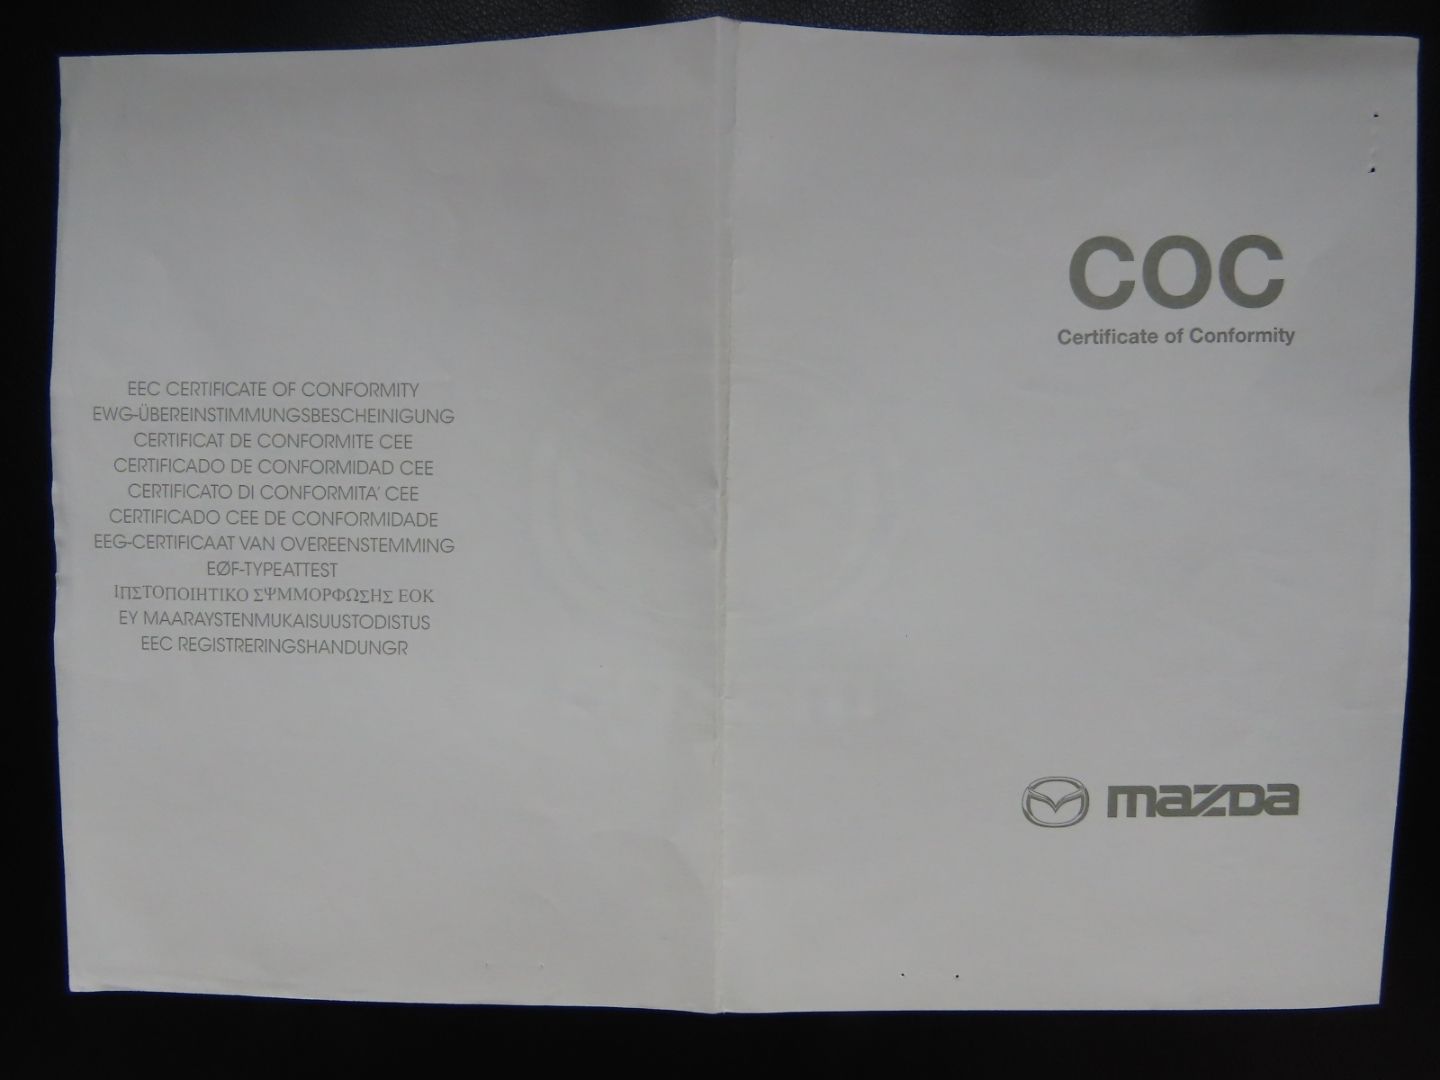 EEC CERTIFICATE OF CONFORMITY
EWG-ÜBEREINSTIMMUNGSBESCHEINIGUNG
CERTIFICAT DE CONFORMITE CEE
CERTIFICADO DE CONFORMIDAD CEE
CERTIFICATO DI CONFORMITA' CEE
CERTIFICADO CEE DE CONFORMIDADE
EEG-CERTIFICAAT VAN OVEREENSTEMMING
EØF-TYPEATTEST
ΙΠΣΤΟΠΟΙΗΤΙΚΟ ΣΨΜΜΟΡΦΩΣΗΣ ΕΟΚ
EY MAARAYSTENMUKAISUUSTODISTUS
EEC REGISTRERINGSHANDUNGR
COC
Certificate of Conformity
mazda